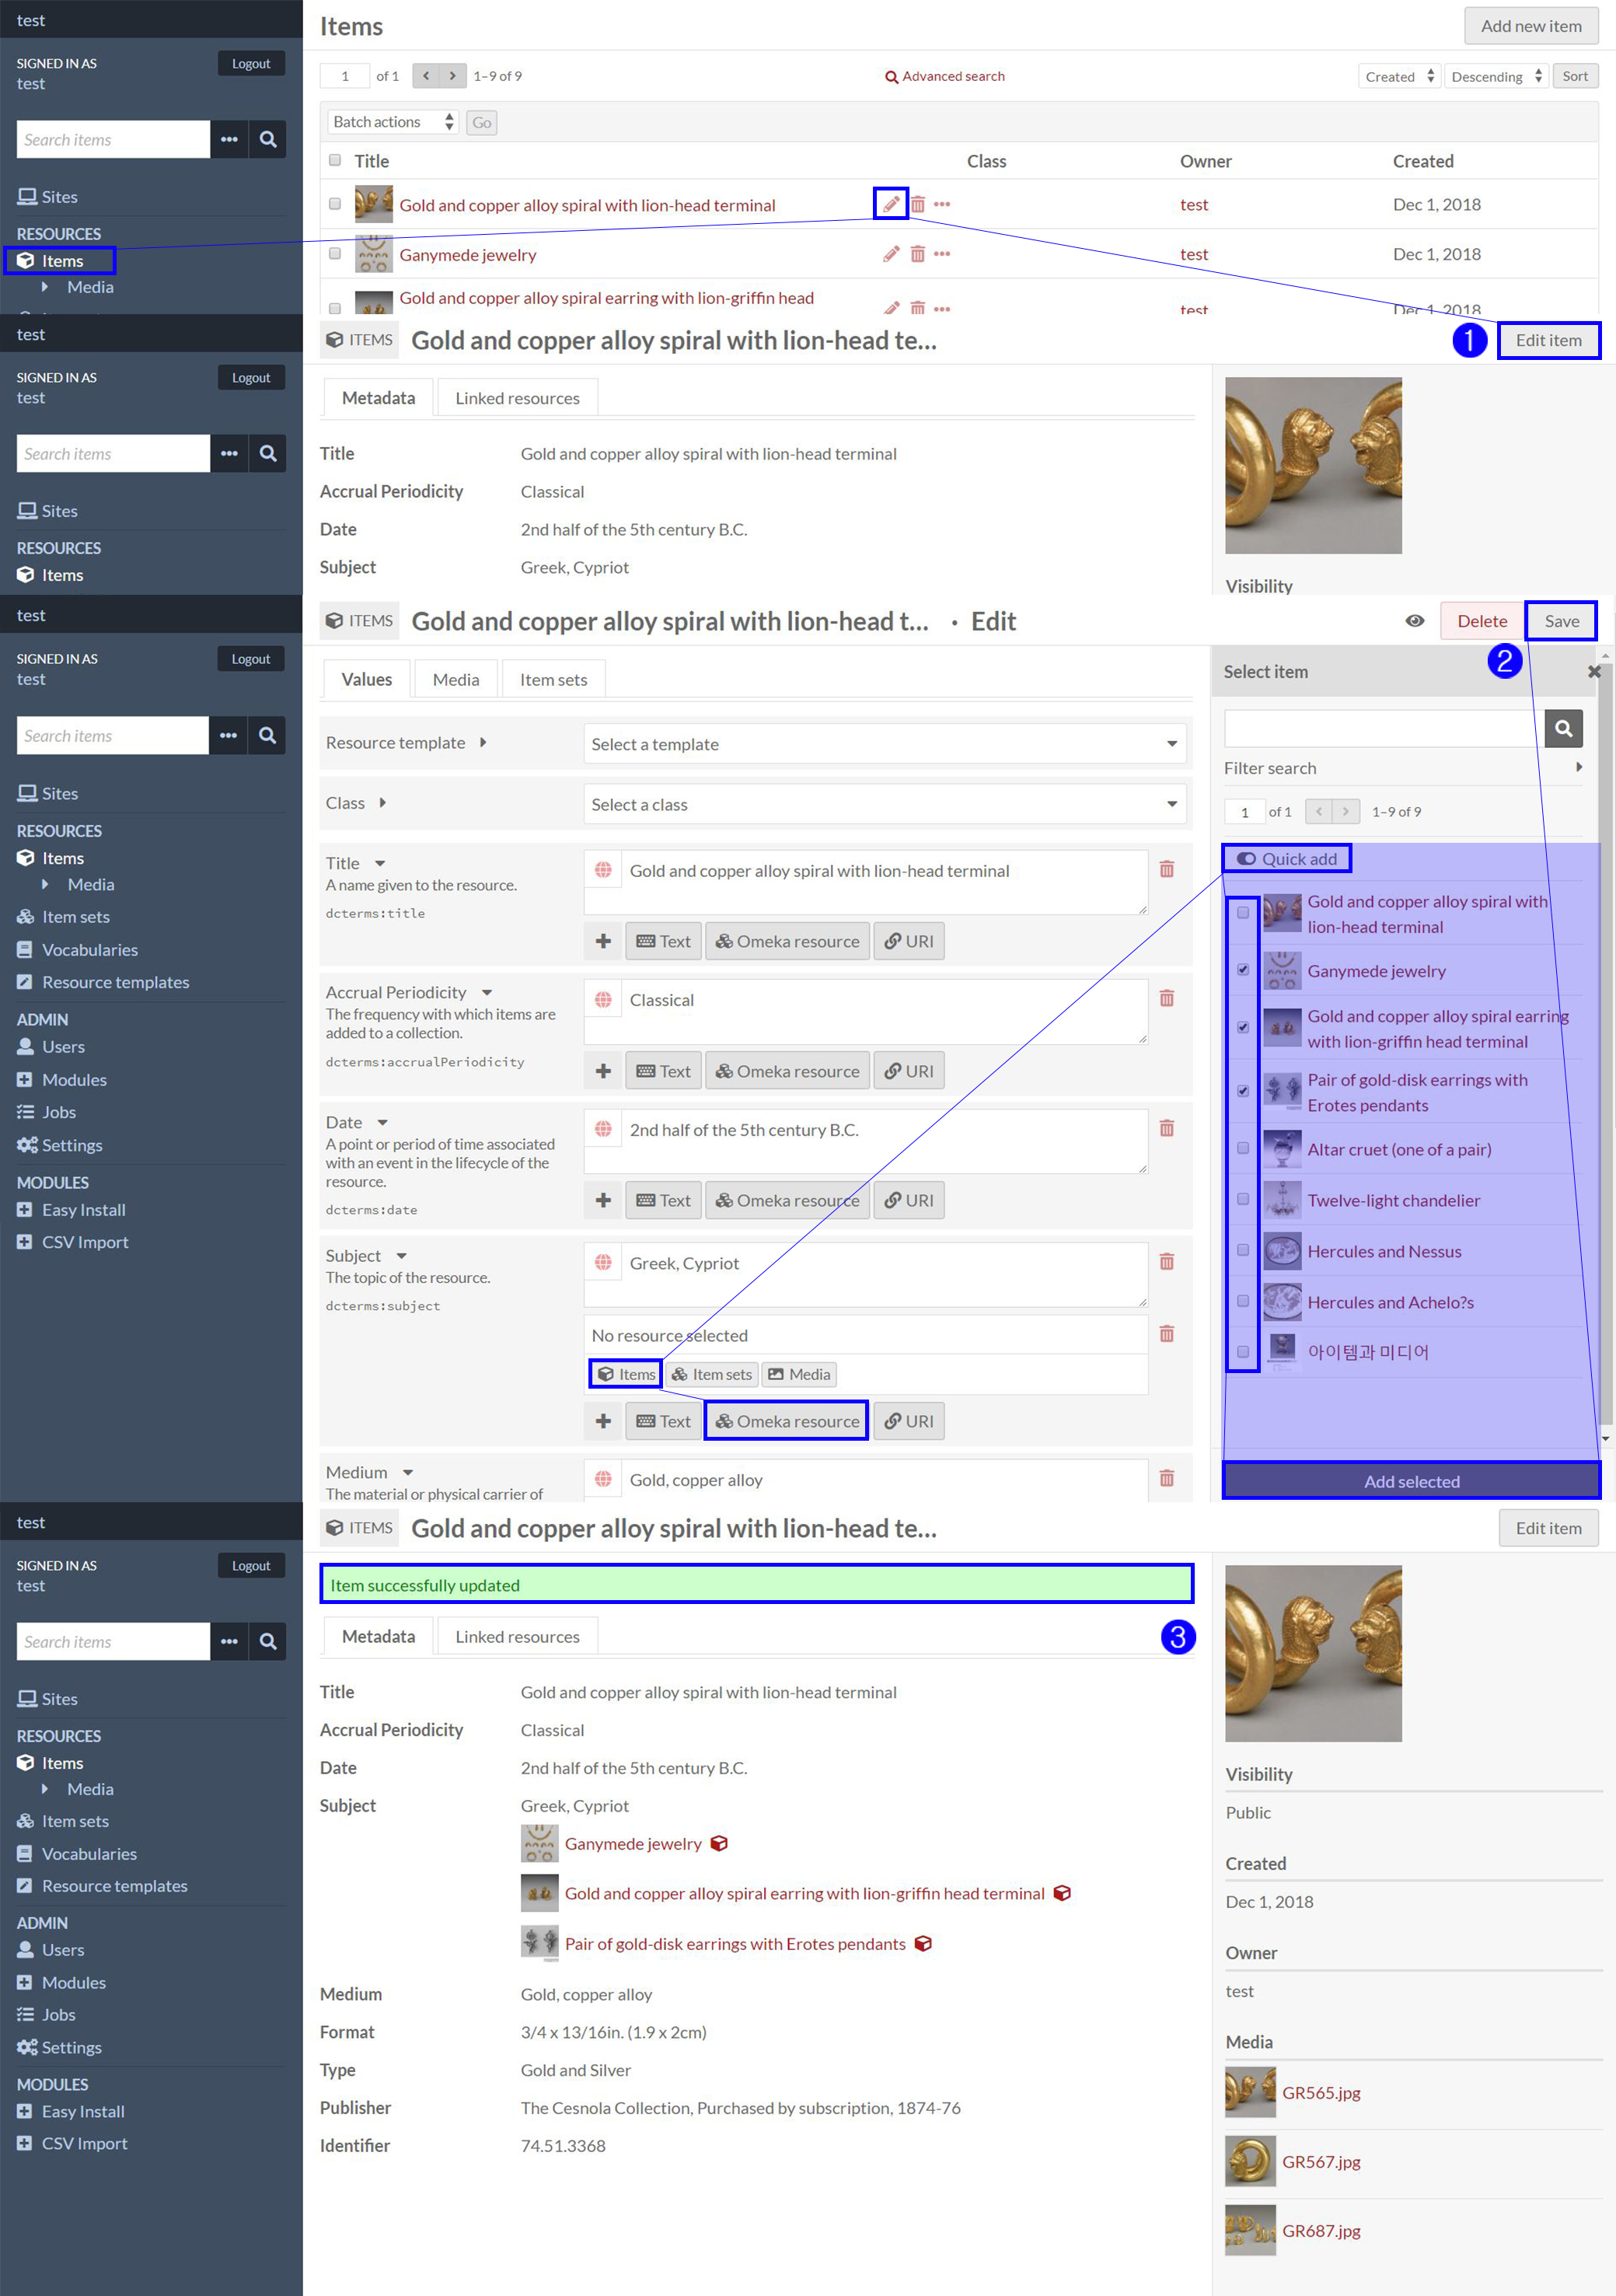 test
SIGNED IN AS
test
Logout
Search items
Sites
RESOURCES
Items
Media
Items
Add new item
1 of 1 1–9 of 9
Advanced search
Created Descending Sort
Batch actions Go
Title Class Owner Created
Gold and copper alloy spiral with lion-head terminal test Dec 1, 2018
Ganymede jewelry test Dec 1, 2018
Gold and copper alloy spiral earring with lion-griffin head
test Dec 1, 2018
test
SIGNED IN AS
test
Logout
Search items
Sites
RESOURCES
Items
ITEMS Gold and copper alloy spiral with lion-head te...
1 Edit item
Metadata Linked resources
Title Gold and copper alloy spiral with lion-head terminal
Accrual Periodicity Classical
Date 2nd half of the 5th century B.C.
Subject Greek, Cypriot
Visibility
test
SIGNED IN AS
test
Logout
Search items
Sites
RESOURCES
Items
Media
Item sets
Vocabularies
Resource templates
ADMIN
Users
Modules
Jobs
Settings
MODULES
Easy Install
CSV Import
ITEMS Gold and copper alloy spiral with lion-head t... · Edit
Delete Save
2
Values Media Item sets
Resource template Select a template
Class Select a class
Title
A name given to the resource.
dcterms:title
Gold and copper alloy spiral with lion-head terminal
Text Omeka resource URI
Accrual Periodicity
The frequency with which items are
added to a collection.
dcterms:accrualPeriodicity
Classical
Text Omeka resource URI
Date
A point or period of time associated
with an event in the lifecycle of the
resource.
dcterms:date
2nd half of the 5th century B.C.
Text Omeka resource URI
Subject
The topic of the resource.
dcterms:subject
Greek, Cypriot
No resource selected
Items Item sets Media
Text Omeka resource URI
Medium
The material or physical carrier of
Gold, copper alloy
Select item
Filter search
1 of 1 1–9 of 9
Quick add
Gold and copper alloy spiral with
lion-head terminal
Ganymede jewelry
Gold and copper alloy spiral earring
with lion-griffin head terminal
Pair of gold-disk earrings with
Erotes pendants
Altar cruet (one of a pair)
Twelve-light chandelier
Hercules and Nessus
Hercules and Achelo?s
아이템과 미디어
Add selected
test
SIGNED IN AS
test
Logout
Search items
Sites
RESOURCES
Items
Media
Item sets
Vocabularies
Resource templates
ADMIN
Users
Modules
Jobs
Settings
MODULES
Easy Install
CSV Import
ITEMS Gold and copper alloy spiral with lion-head te...
Edit item
Item successfully updated
Metadata Linked resources
3
Title Gold and copper alloy spiral with lion-head terminal
Accrual Periodicity Classical
Date 2nd half of the 5th century B.C.
Subject Greek, Cypriot
Ganymede jewelry
Gold and copper alloy spiral earring with lion-griffin head terminal
Pair of gold-disk earrings with Erotes pendants
Medium Gold, copper alloy
Format 3/4 x 13/16in. (1.9 x 2cm)
Type Gold and Silver
Publisher The Cesnola Collection, Purchased by subscription, 1874-76
Identifier 74.51.3368
Visibility
Public
Created
Dec 1, 2018
Owner
test
Media
GR565.jpg
GR567.jpg
GR687.jpg